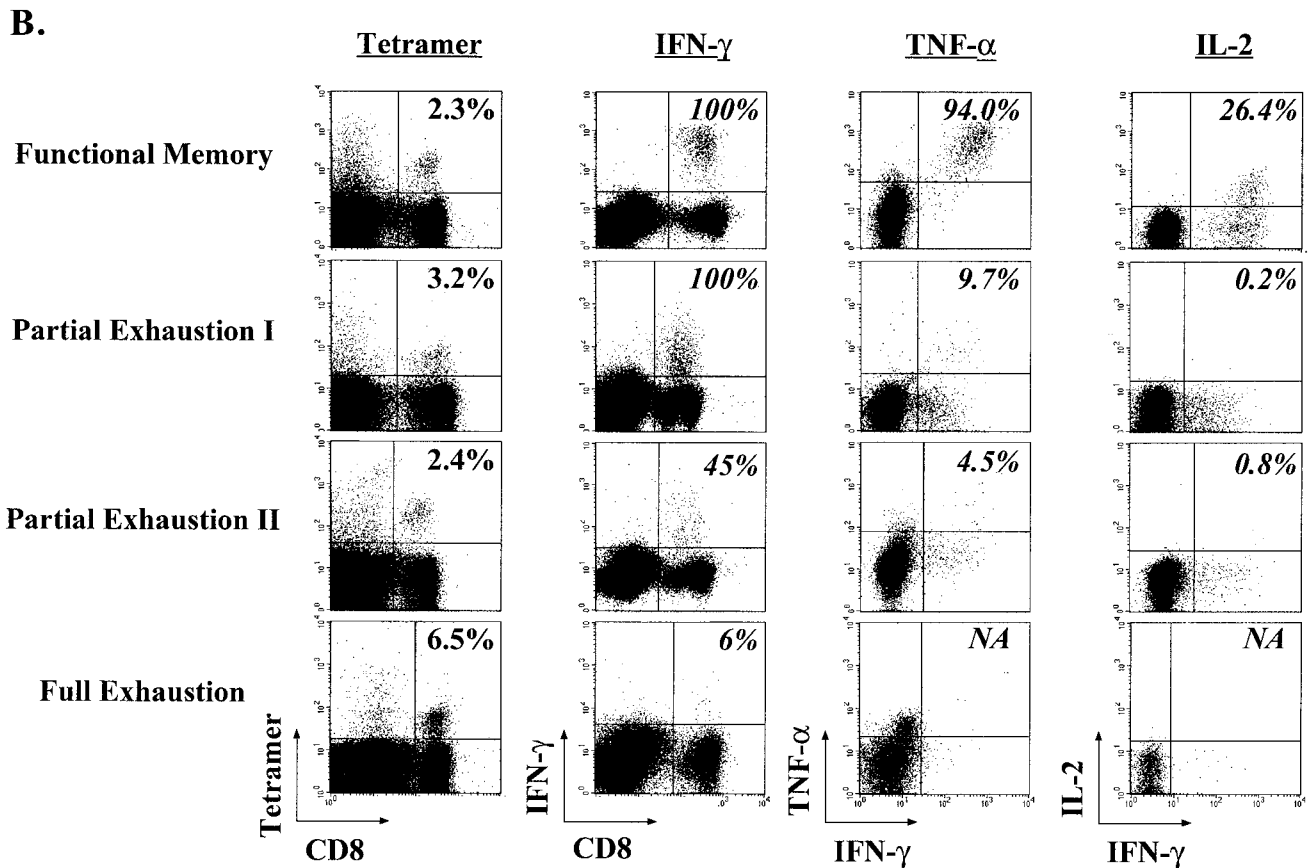 B.
Tetramer IFN-γ TNF-α IL-2
Functional Memory 2.3% 100% 94.0% 26.4%
Partial Exhaustion I 3.2% 100% 9.7% 0.2%
Partial Exhaustion II 2.4% 45% 4.5% 0.8%
Full Exhaustion 6.5% 6% NA NA
Tetramer IFN-γ TNF-α IL-2
CD8 CD8 IFN-γ IFN-γ